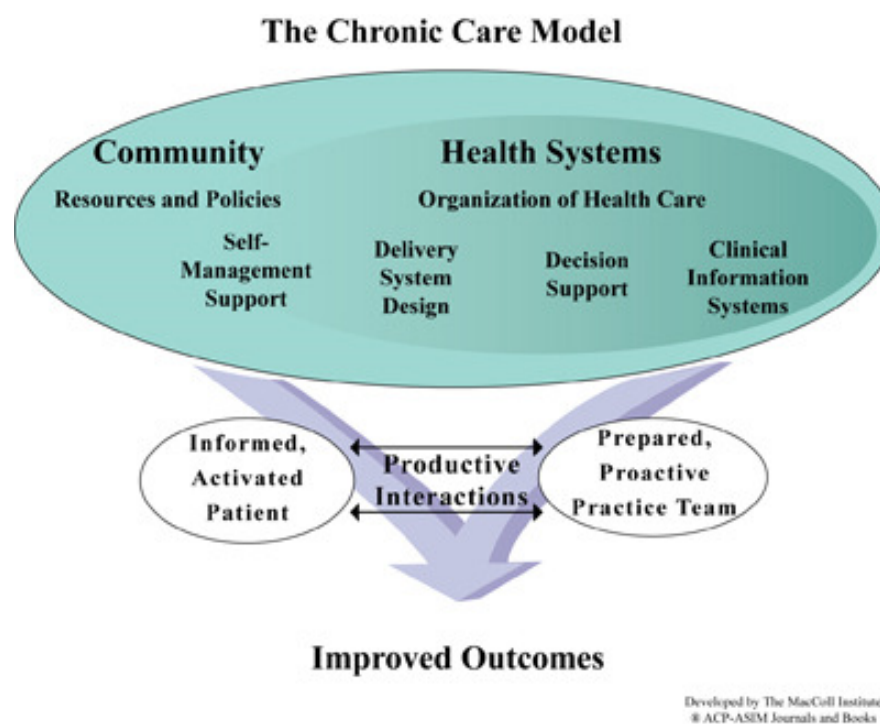 The Chronic Care Model
Community
Health Systems
Resources and Policies
Organization of Health Care
Self-
Management
Support
Delivery
System
Design
Decision
Support
Clinical
Information
Systems
Informed,
Activated
Patient
Productive
Interactions
Prepared,
Proactive
Practice Team
Improved Outcomes
Developed by The MacColl Institute
® ACP-ASIM Journals and Books